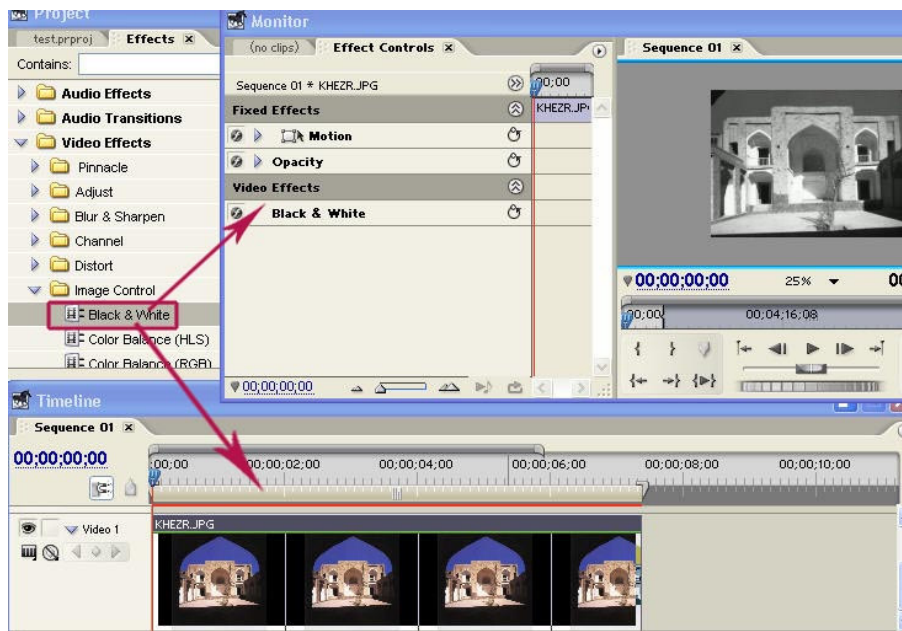 Project
test.prproj Effects
Contains:
Audio Effects
Audio Transitions
Video Effects
Pinnacle
Adjust
Blur & Sharpen
Channel
Distort
Image Control
Black & White
Color Balance (HLS)
Color Balance (RGB)
Monitor
(no clips) Effect Controls
Sequence 01 * KHEZR.JPG
00;00
Fixed Effects
KHEZR.JP
Motion
Opacity
Video Effects
Black & White
00;00;00;00
Sequence 01
00;00;00;00 25% 00
00;00 00;04;16;08
Timeline
Sequence 01
00;00;00;00
;00;00 00;00;02;00 00;00;04;00 00;00;06;00 00;00;08;00 00;00;10;00
Video 1
KHEZR.JPG